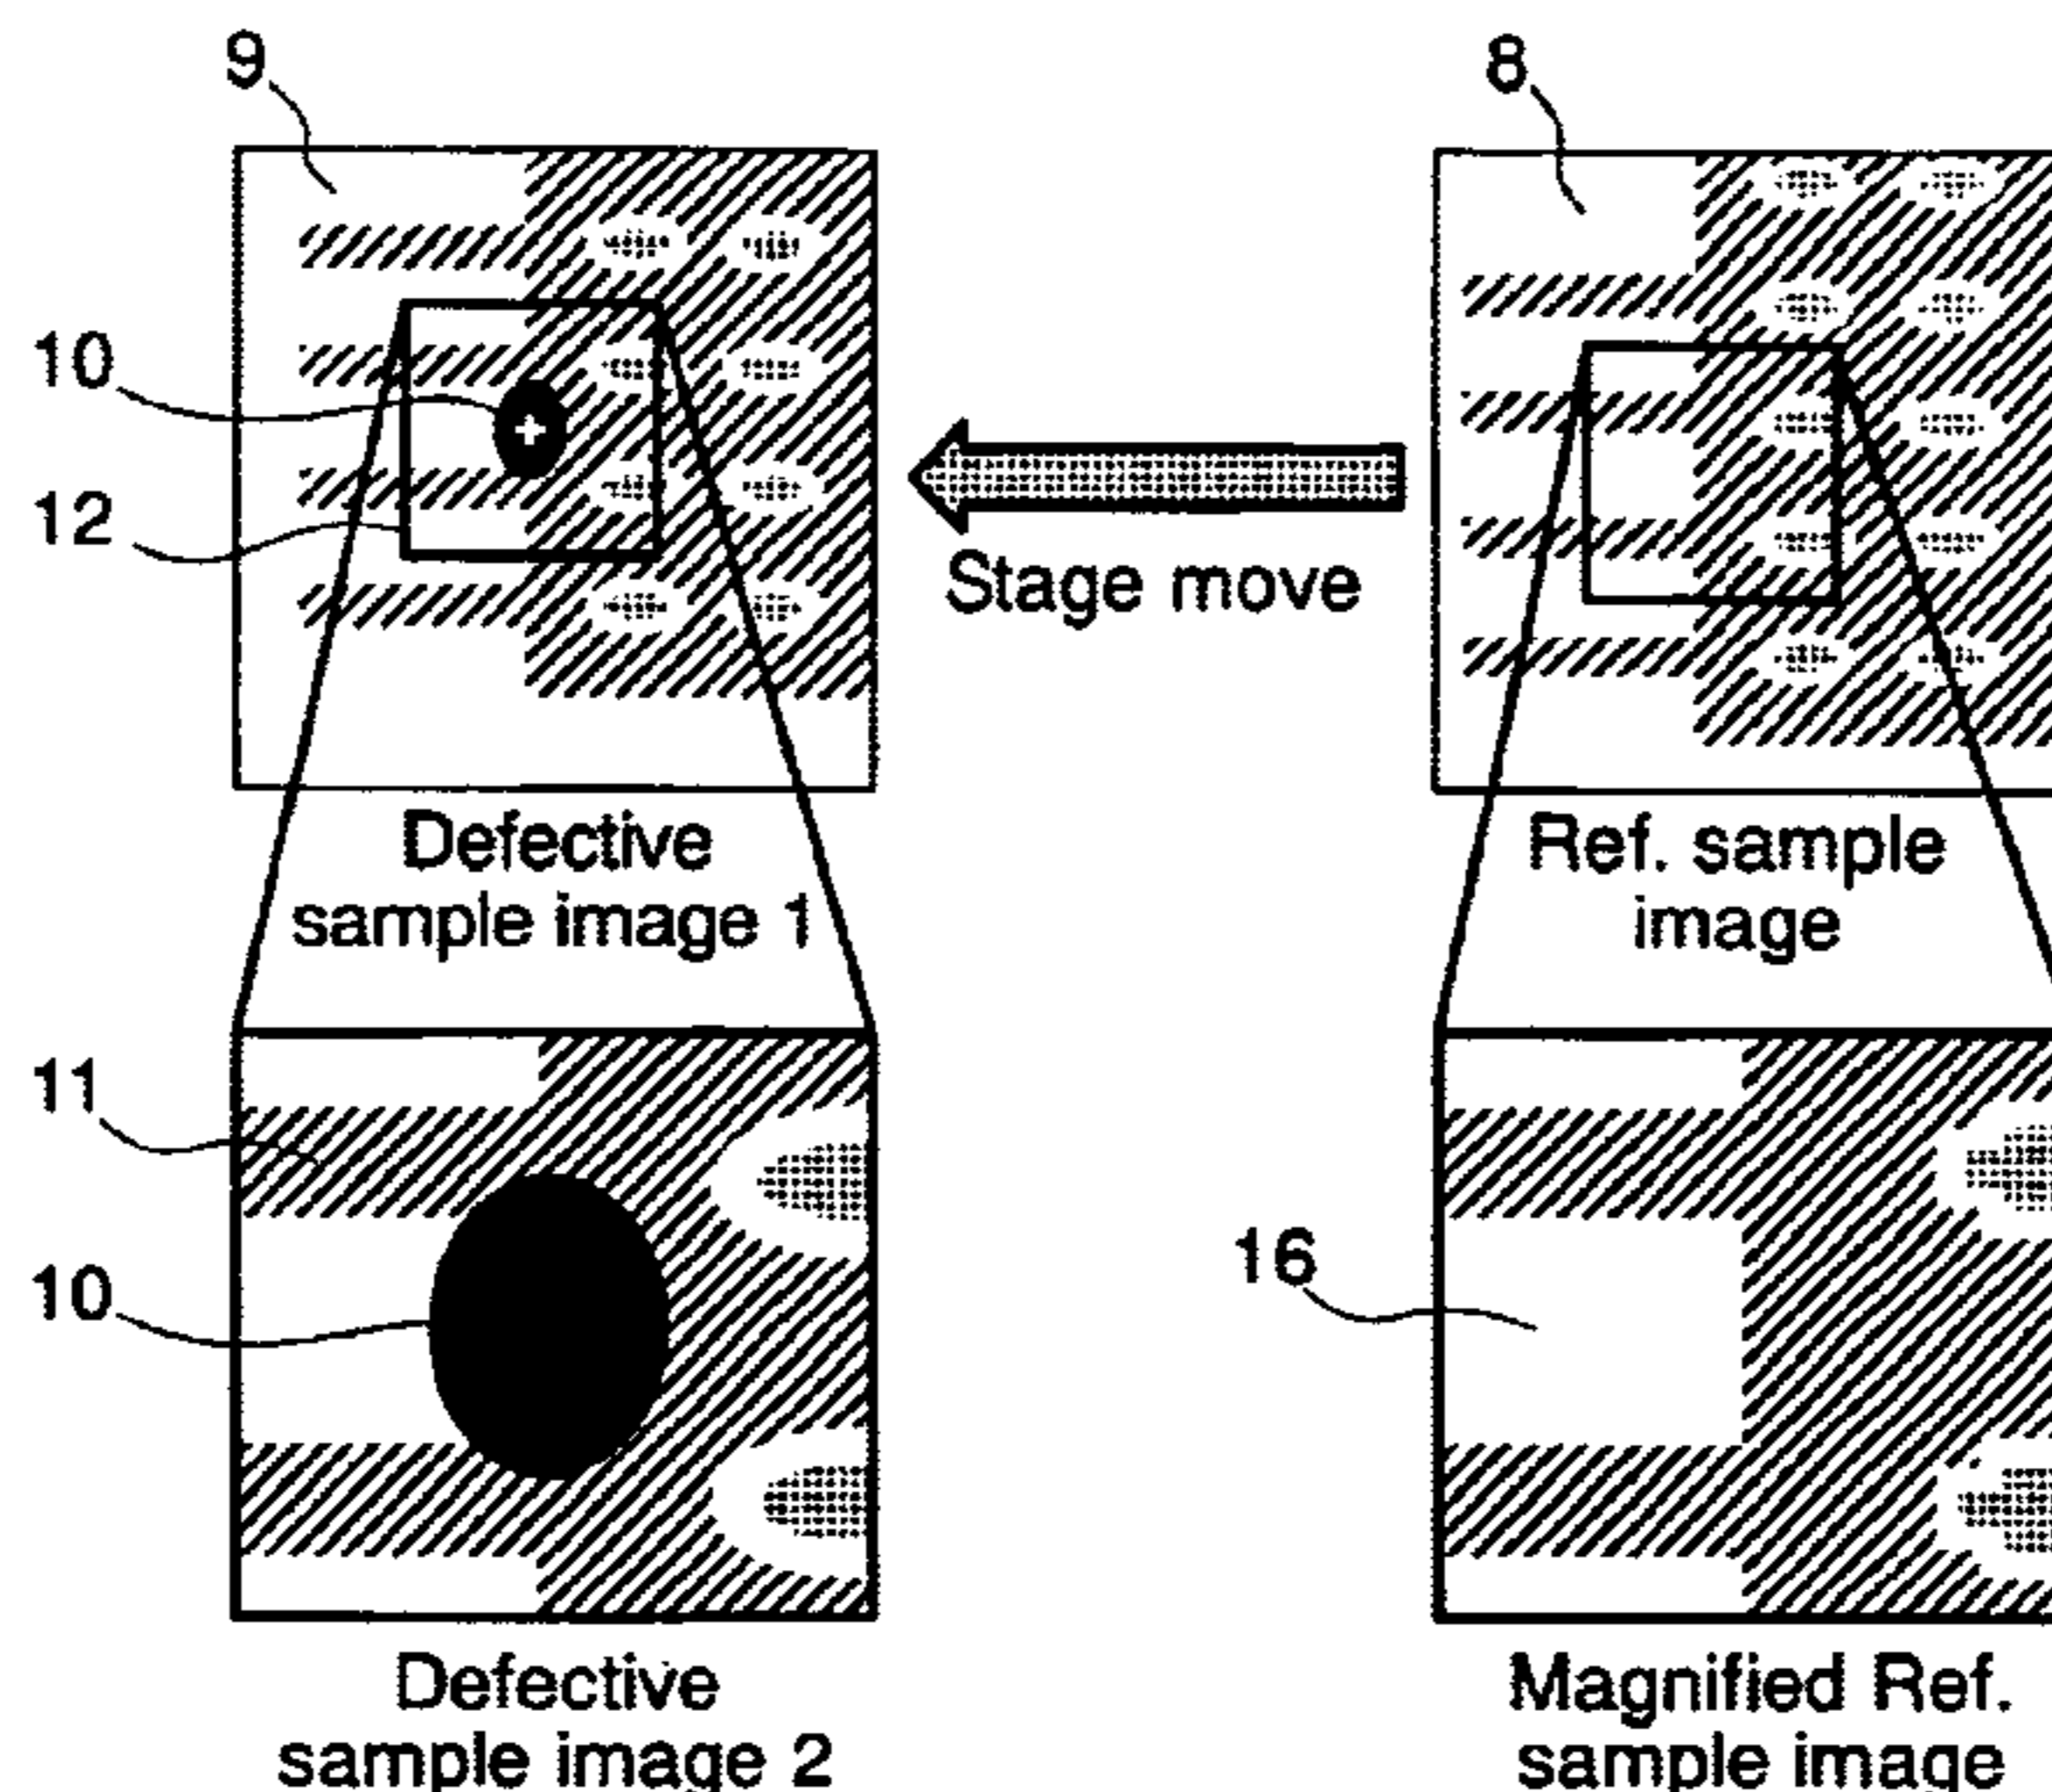 9
8
10
12
Stage move
Defective
sample image 1
Ref. sample
image
11
10
16
Defective
sample image 2
Magnified Ref.
sample image